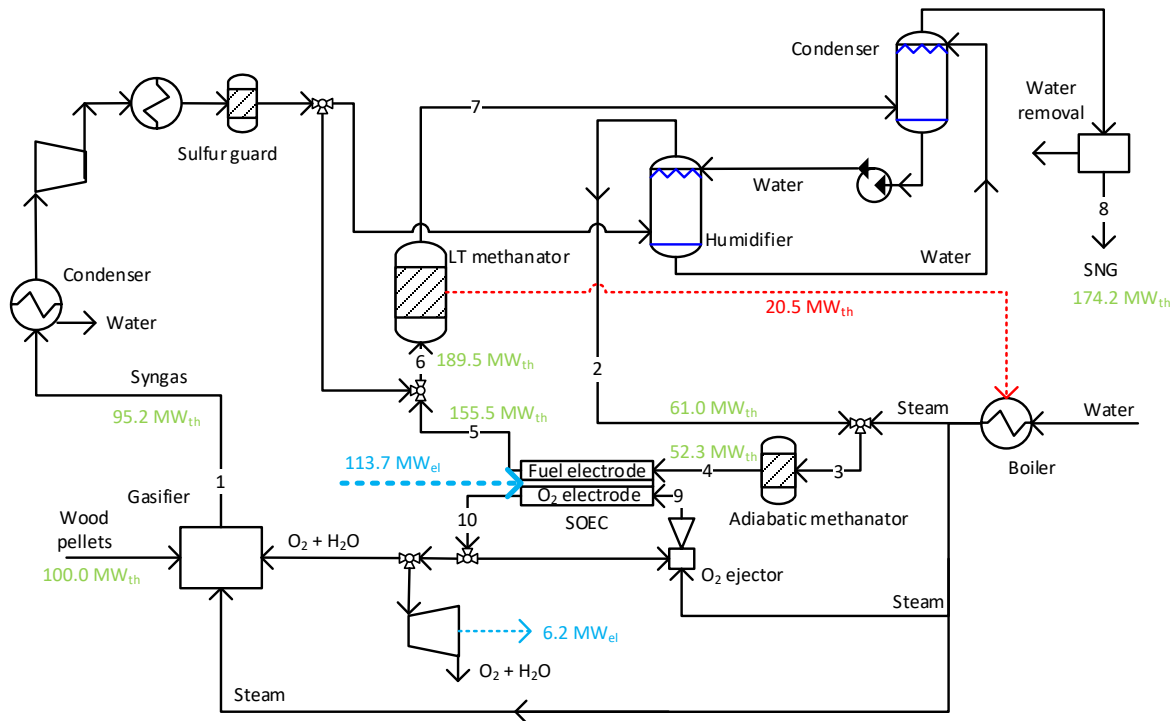 Condenser
7
Water
removal
Sulfur guard
Water
8
Humidifier
LT methanator
Water
SNG
174.2 MWth
Condenser
20.5 MWth
Water
6
189.5 MWth
2
Syngas
95.2 MWth
155.5 MWth
5
61.0 MWth
Steam
Water
52.3 MWth
113.7 MWel
Fuel electrode
4
3
Boiler
1
O2 electrode
9
Gasifier
SOEC
Adiabatic methanator
10
Wood
pellets
O2 + H2O
100.0 MWth
O2 ejector
Steam
6.2 MWel
O2 + H2O
Steam